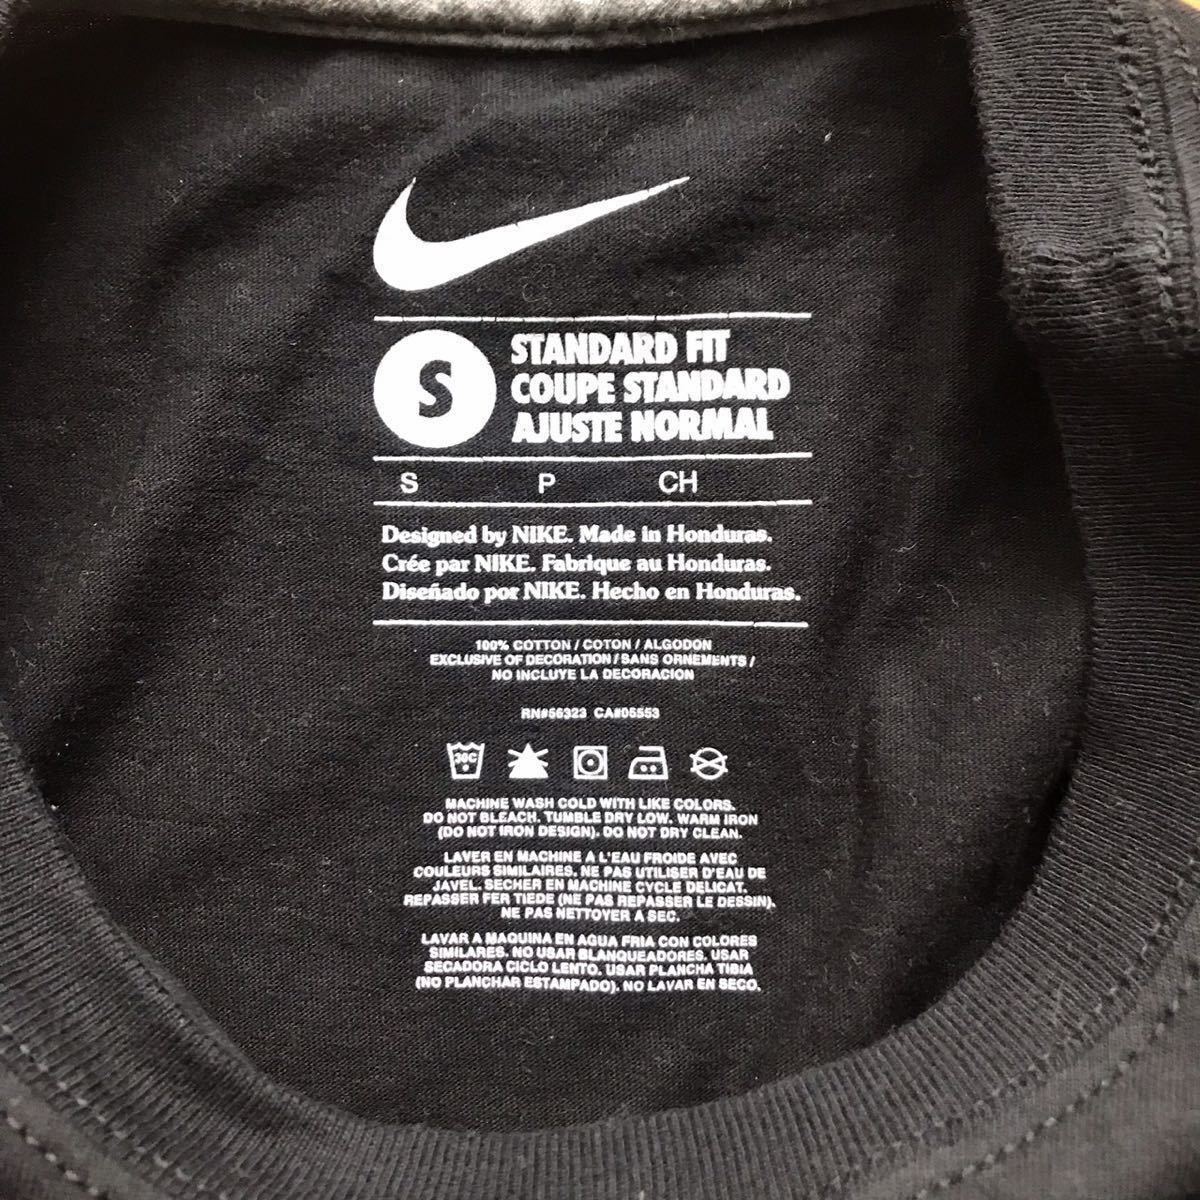 S
STANDARD FIT
COUPE STANDARD
AJUSTE NORMAL
S P CH
Designed by NIKE. Made in Honduras.
Crée par NIKE. Fabrique au Honduras.
Diseñado por NIKE. Hecho en Honduras.
100% COTTON / COTON / ALGODON
EXCLUSIVE OF DECORATION / SANS ORNEMENTS /
NO INCLUYE LA DECORACION
RN#56323 CA#05553
30C
MACHINE WASH COLD WITH LIKE COLORS.
DO NOT BLEACH. TUMBLE DRY LOW. WARM IRON
(DO NOT IRON DESIGN). DO NOT DRY CLEAN.
LAVER EN MACHINE A L'EAU FROIDE AVEC
COULEURS SIMILAIRES. NE PAS UTILISER D'EAU DE
JAVEL. SECHER EN MACHINE CYCLE DELICAT.
REPASSER FER TIEDE (NE PAS REPASSER LE DESSIN).
NE PAS NETTOYER A SEC.
LAVAR A MAQUINA EN AGUA FRIA CON COLORES
SIMILARES. NO USAR BLANQUEADORES. USAR
SECADORA CICLO LENTO. USAR PLANCHA TIBIA
(NO PLANCHAR ESTAMPADO). NO LAVAR EN SECO.